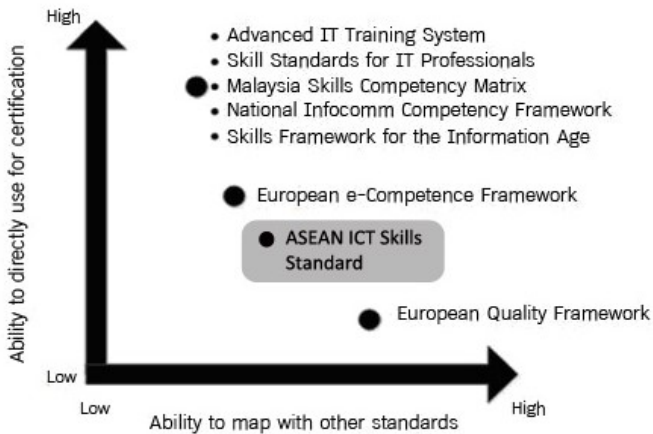 High
• Advanced IT Training System
• Skill Standards for IT Professionals
• Malaysia Skills Competency Matrix
• National Infocomm Competency Framework
• Skills Framework for the Information Age
European e-Competence Framework
ASEAN ICT Skills
Standard
European Quality Framework
Ability to directly use for certification
Low
Low
Ability to map with other standards
High